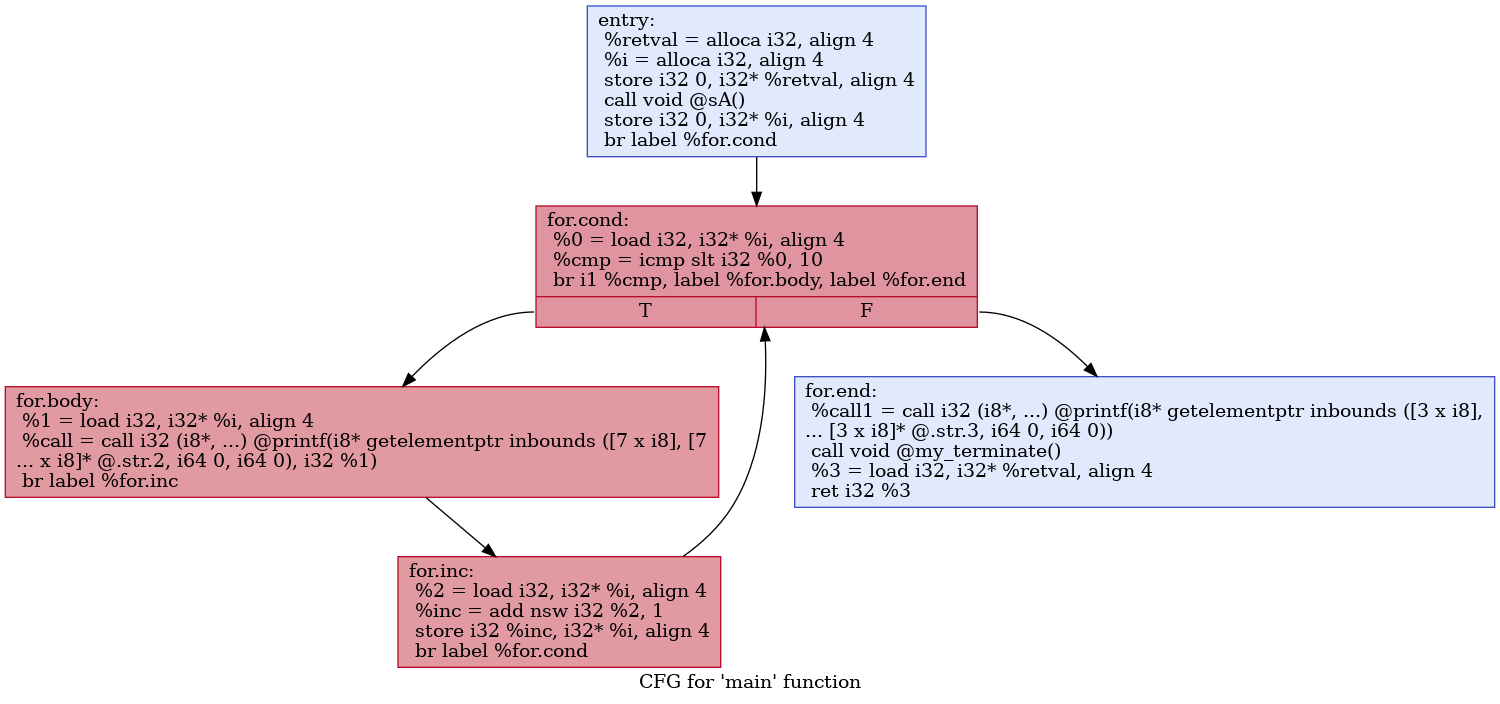 entry:
%retval = alloca i32, align 4
%i = alloca i32, align 4
store i32 0, i32* %retval, align 4
call void @sA()
store i32 0, i32* %i, align 4
br label %for.cond
for.cond:
%0 = load i32, i32* %i, align 4
%cmp = icmp slt i32 %0, 10
br i1 %cmp, label %for.body, label %for.end
T F
for.body:
%1 = load i32, i32* %i, align 4
%call = call i32 (i8*, ...) @printf(i8* getelementptr inbounds ([7 x i8], [7
... x i8]* @.str.2, i64 0, i64 0), i32 %1)
br label %for.inc
for.end:
%call1 = call i32 (i8*, ...) @printf(i8* getelementptr inbounds ([3 x i8],
... [3 x i8]* @.str.3, i64 0, i64 0))
call void @my_terminate()
%3 = load i32, i32* %retval, align 4
ret i32 %3
for.inc:
%2 = load i32, i32* %i, align 4
%inc = add nsw i32 %2, 1
store i32 %inc, i32* %i, align 4
br label %for.cond
CFG for 'main' function